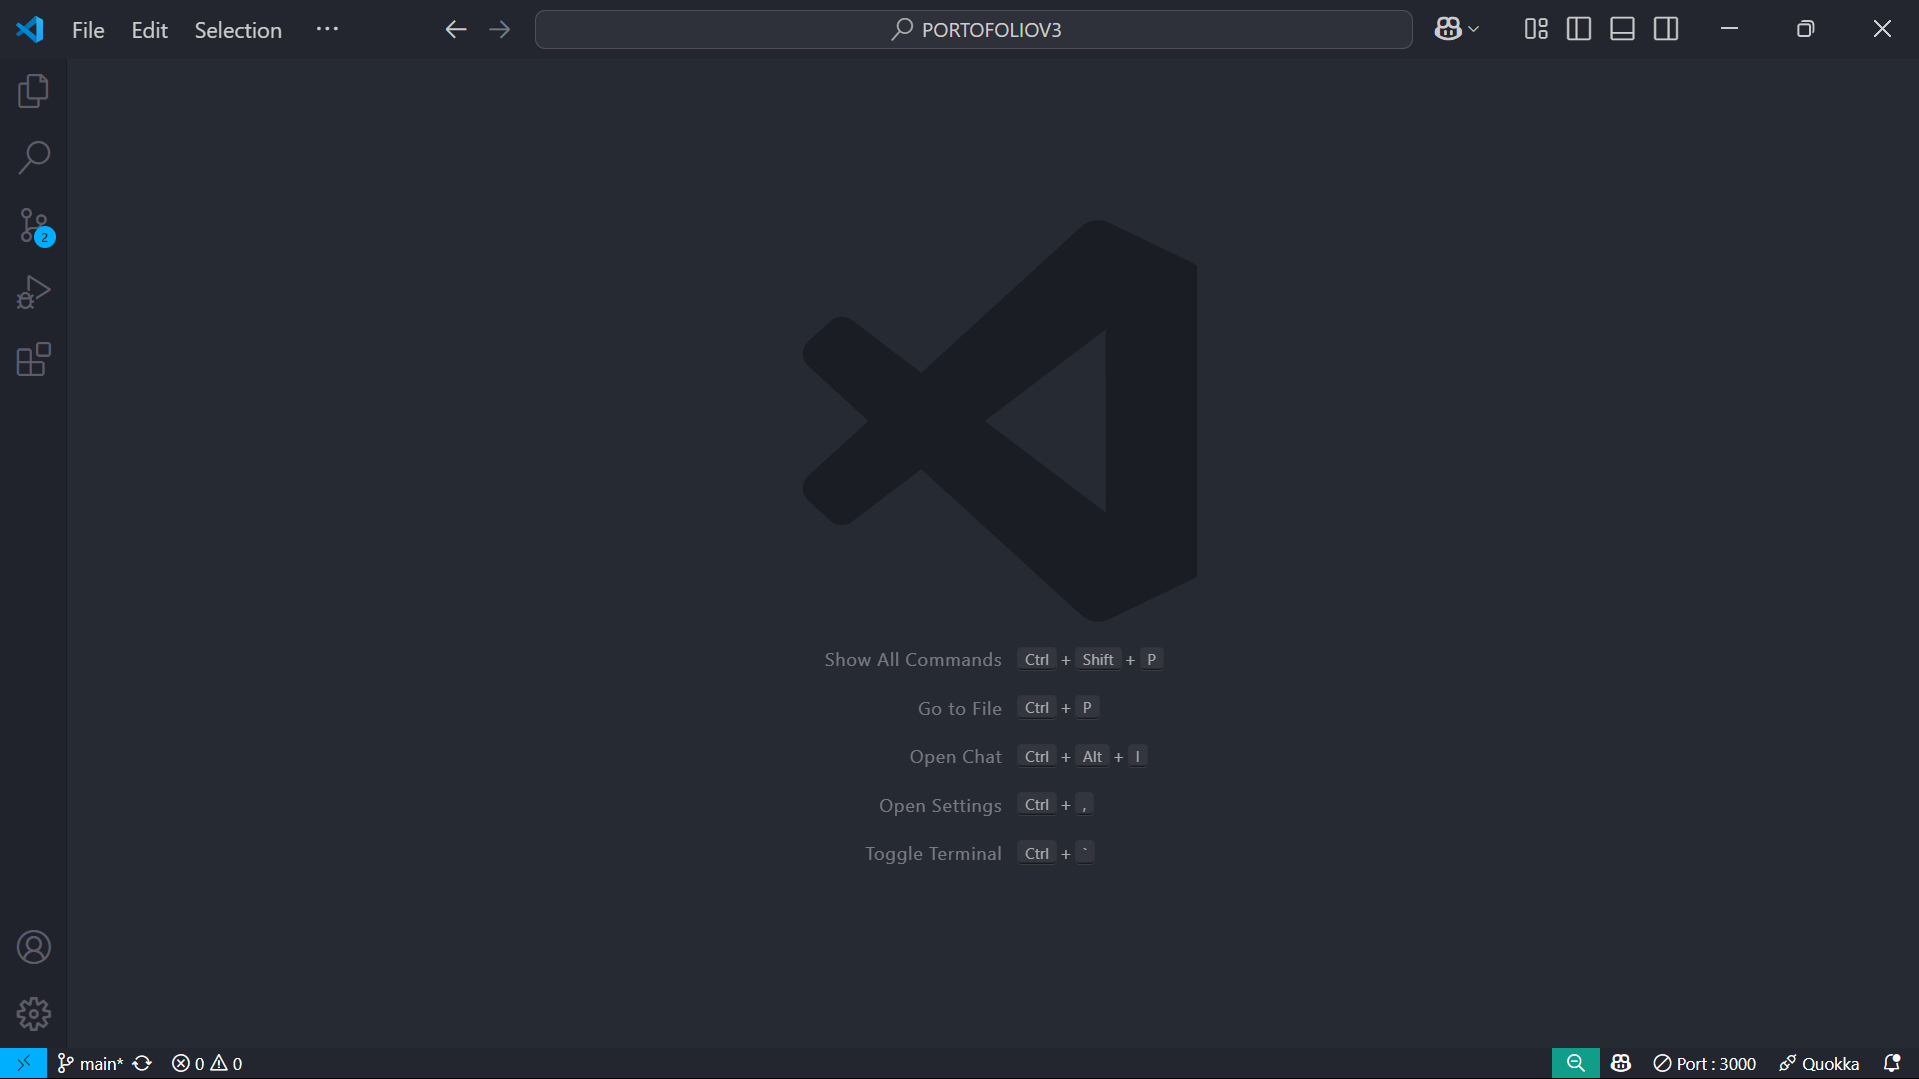 File Edit Selection ···
PORTOFOLIOV3
2
Show All Commands Ctrl + Shift + P
Go to File Ctrl + P
Open Chat Ctrl + Alt + I
Open Settings Ctrl + ,
Toggle Terminal Ctrl + `
main* 0 0 Port : 3000 Quokka